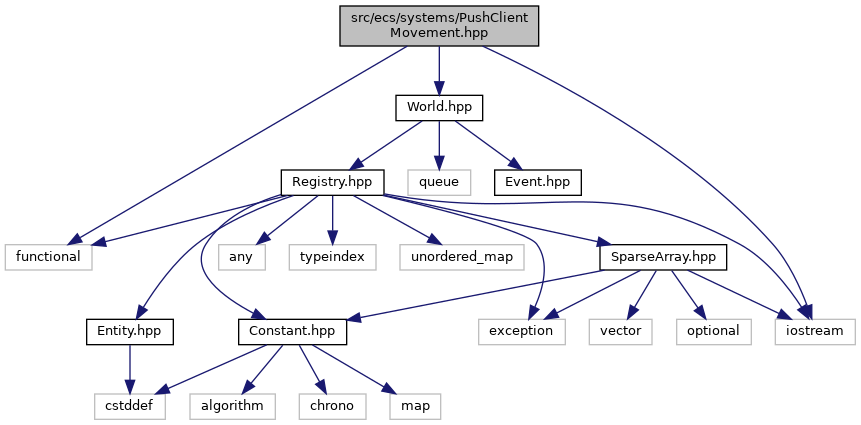 src/ecs/systems/PushClient
Movement.hpp
World.hpp
Registry.hpp
queue
Event.hpp
functional
any
typeindex
unordered_map
SparseArray.hpp
Entity.hpp
Constant.hpp
exception
vector
optional
iostream
cstddef
algorithm
chrono
map